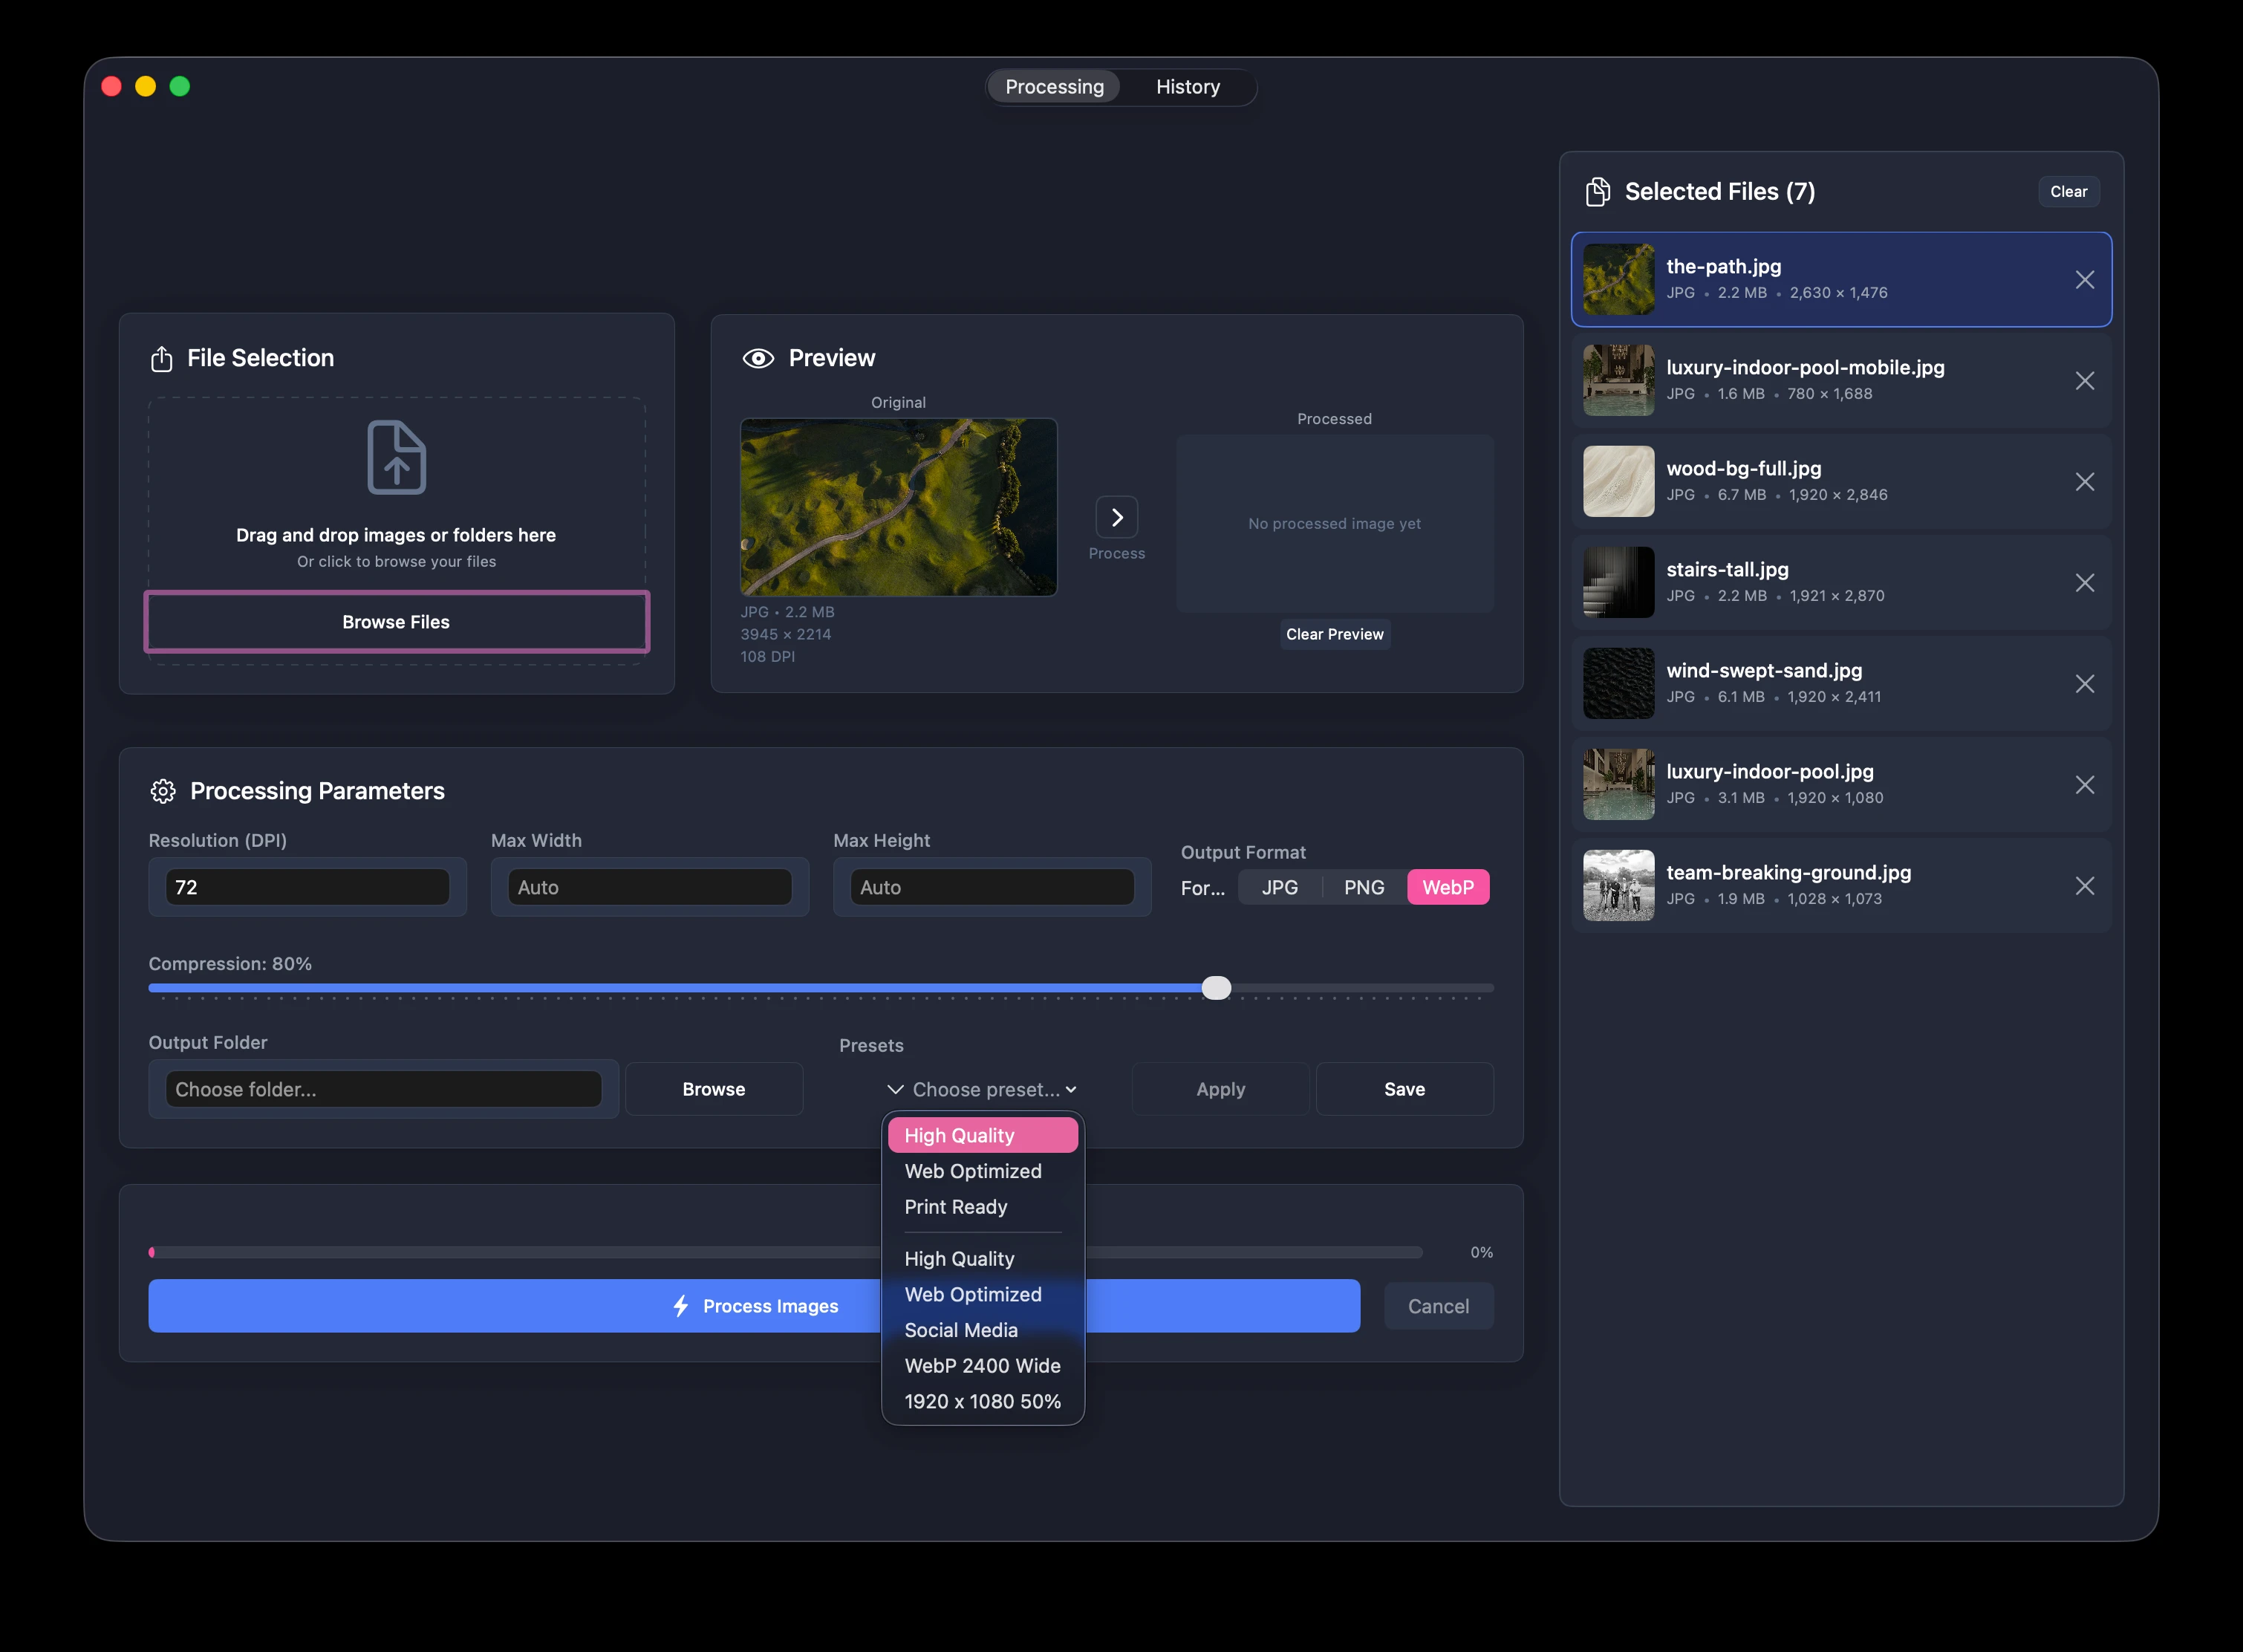 Processing
History
File Selection
Drag and drop images or folders here
Or click to browse your files
Browse Files
Preview
Original
JPG • 2.2 MB
3945 × 2214
108 DPI
Process
Processed
No processed image yet
Clear Preview
Processing Parameters
Resolution (DPI)
72
Max Width
Auto
Max Height
Auto
Output Format
For...
JPG
PNG
WebP
Compression: 80%
Output Folder
Choose folder...
Browse
Presets
Choose preset...
Apply
Save
High Quality
Web Optimized
Print Ready
High Quality
Web Optimized
Social Media
WebP 2400 Wide
1920 x 1080 50%
0%
Process Images
Cancel
Selected Files (7)
Clear
the-path.jpg
JPG • 2.2 MB • 2,630 × 1,476
luxury-indoor-pool-mobile.jpg
JPG • 1.6 MB • 780 × 1,688
wood-bg-full.jpg
JPG • 6.7 MB • 1,920 × 2,846
stairs-tall.jpg
JPG • 2.2 MB • 1,921 × 2,870
wind-swept-sand.jpg
JPG • 6.1 MB • 1,920 × 2,411
luxury-indoor-pool.jpg
JPG • 3.1 MB • 1,920 × 1,080
team-breaking-ground.jpg
JPG • 1.9 MB • 1,028 × 1,073